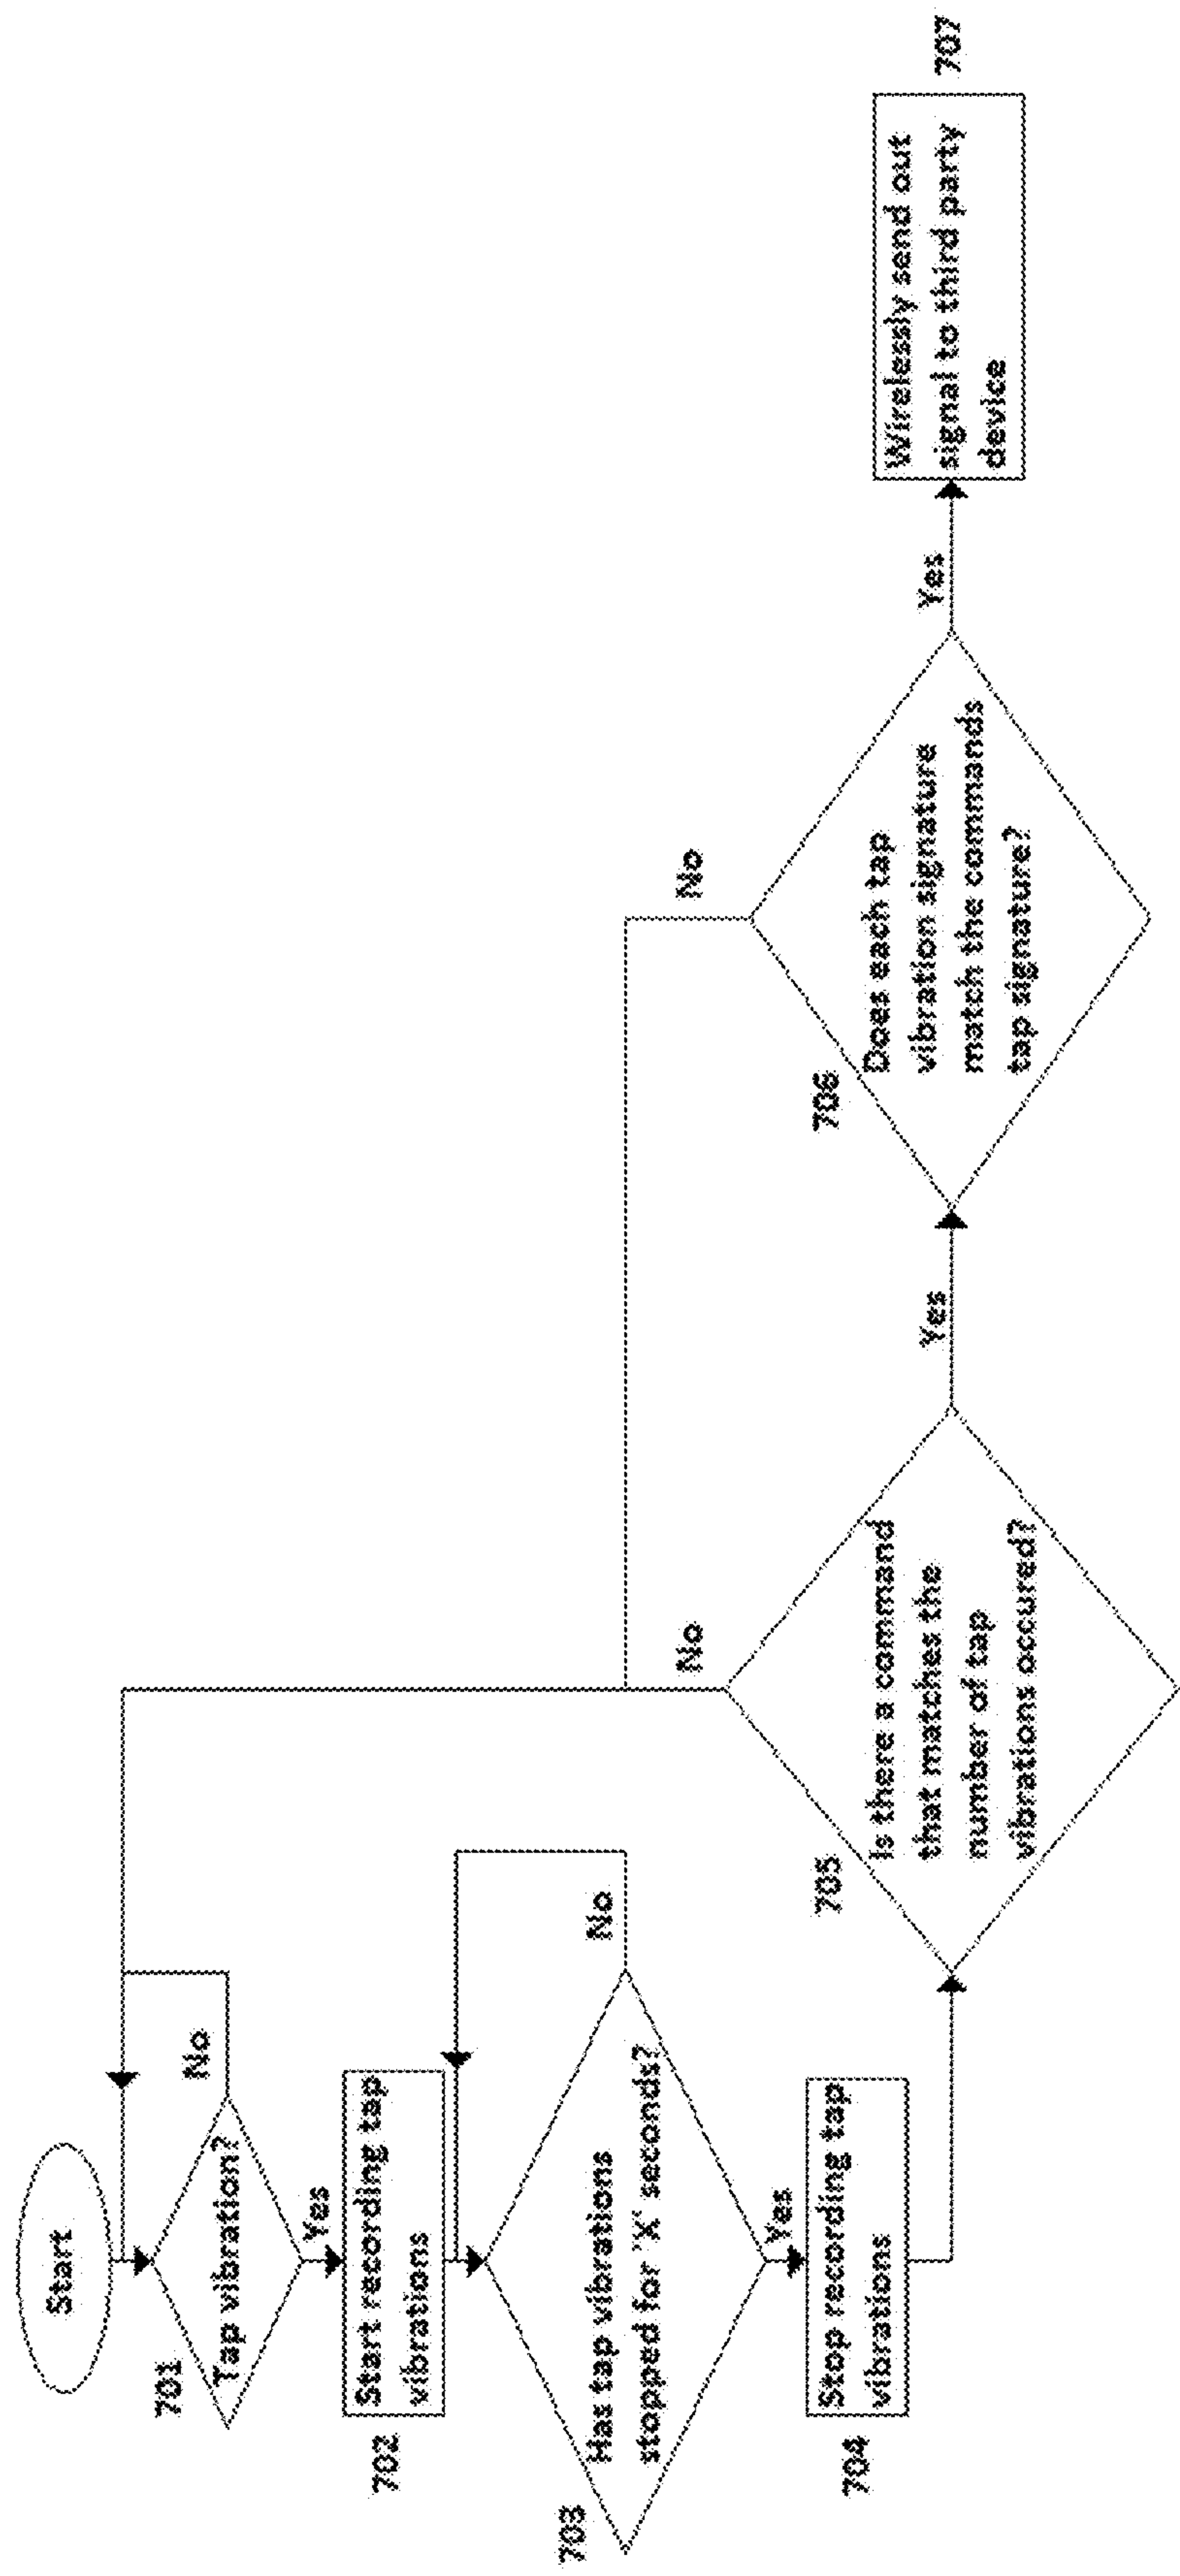 Start
701
Tap vibration?
No
Yes
702
Start recording tap
vibrations
703
Has tap vibrations
stopped for 'X' seconds?
No
Yes
704
Stop recording tap
vibrations
705
Is there a command
that matches the
number of tap
vibrations occured?
No
Yes
706
Does each tap
vibration signature
match the commands
tap signature?
No
Yes
Wirelessly send out
signal to third party
device
707